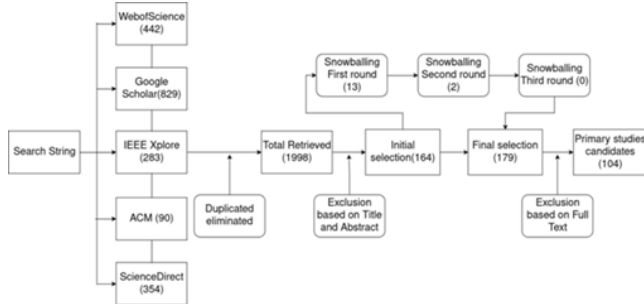 WebofScience
(442)
Google
Scholar(829)
Search String
IEEE Xplore
(283)
ACM (90)
ScienceDirect
(354)
Duplicated
eliminated
Total Retrieved
(1998)
Exclusion
based on Title
and Abstract
Initial
selection(164)
Snowballing
First round
(13)
Snowballing
Second round
(2)
Snowballing
Third round (0)
Final selection
(179)
Exclusion
based on Full
Text
Primary studies
candidates
(104)